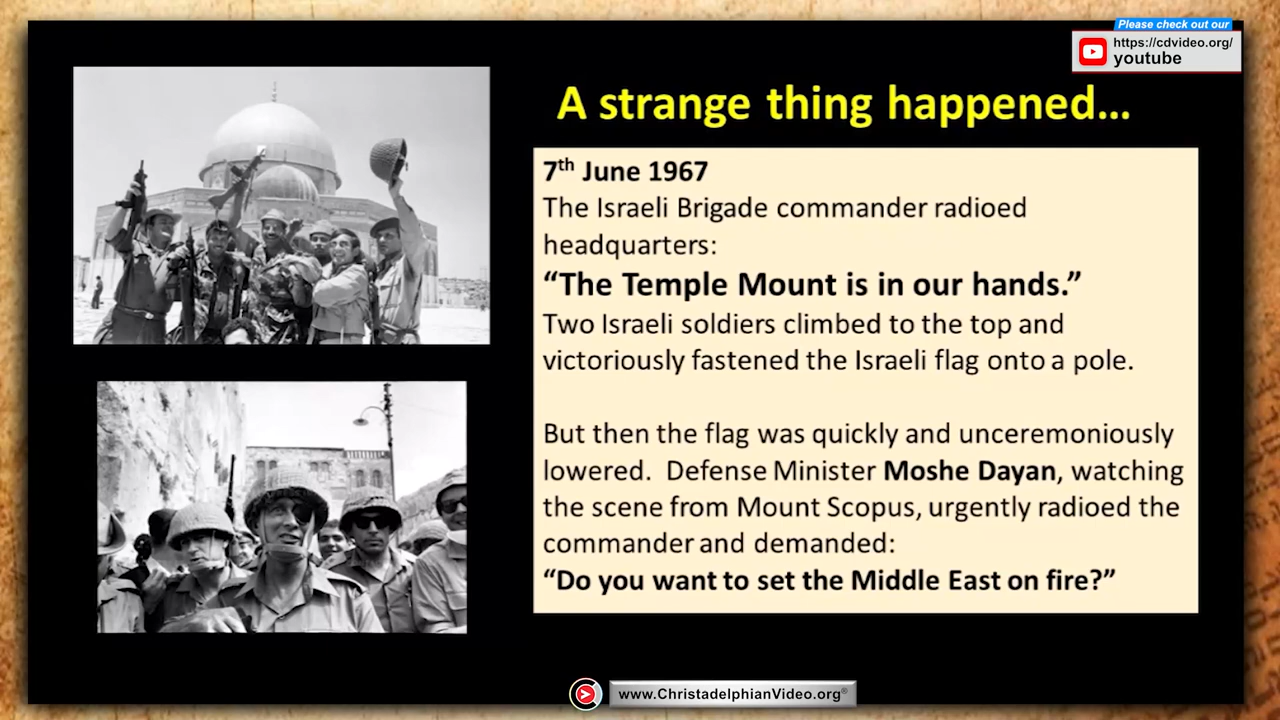 Please check out our
https://cdvideo.org/
youtube
A strange thing happened...
7th June 1967
The Israeli Brigade commander radioed
headquarters:
“The Temple Mount is in our hands.”
Two Israeli soldiers climbed to the top and
victoriously fastened the Israeli flag onto a pole.
But then the flag was quickly and unceremoniously
lowered. Defense Minister Moshe Dayan, watching
the scene from Mount Scopus, urgently radioed the
commander and demanded:
“Do you want to set the Middle East on fire?”
www.ChristadelphianVideo.org®